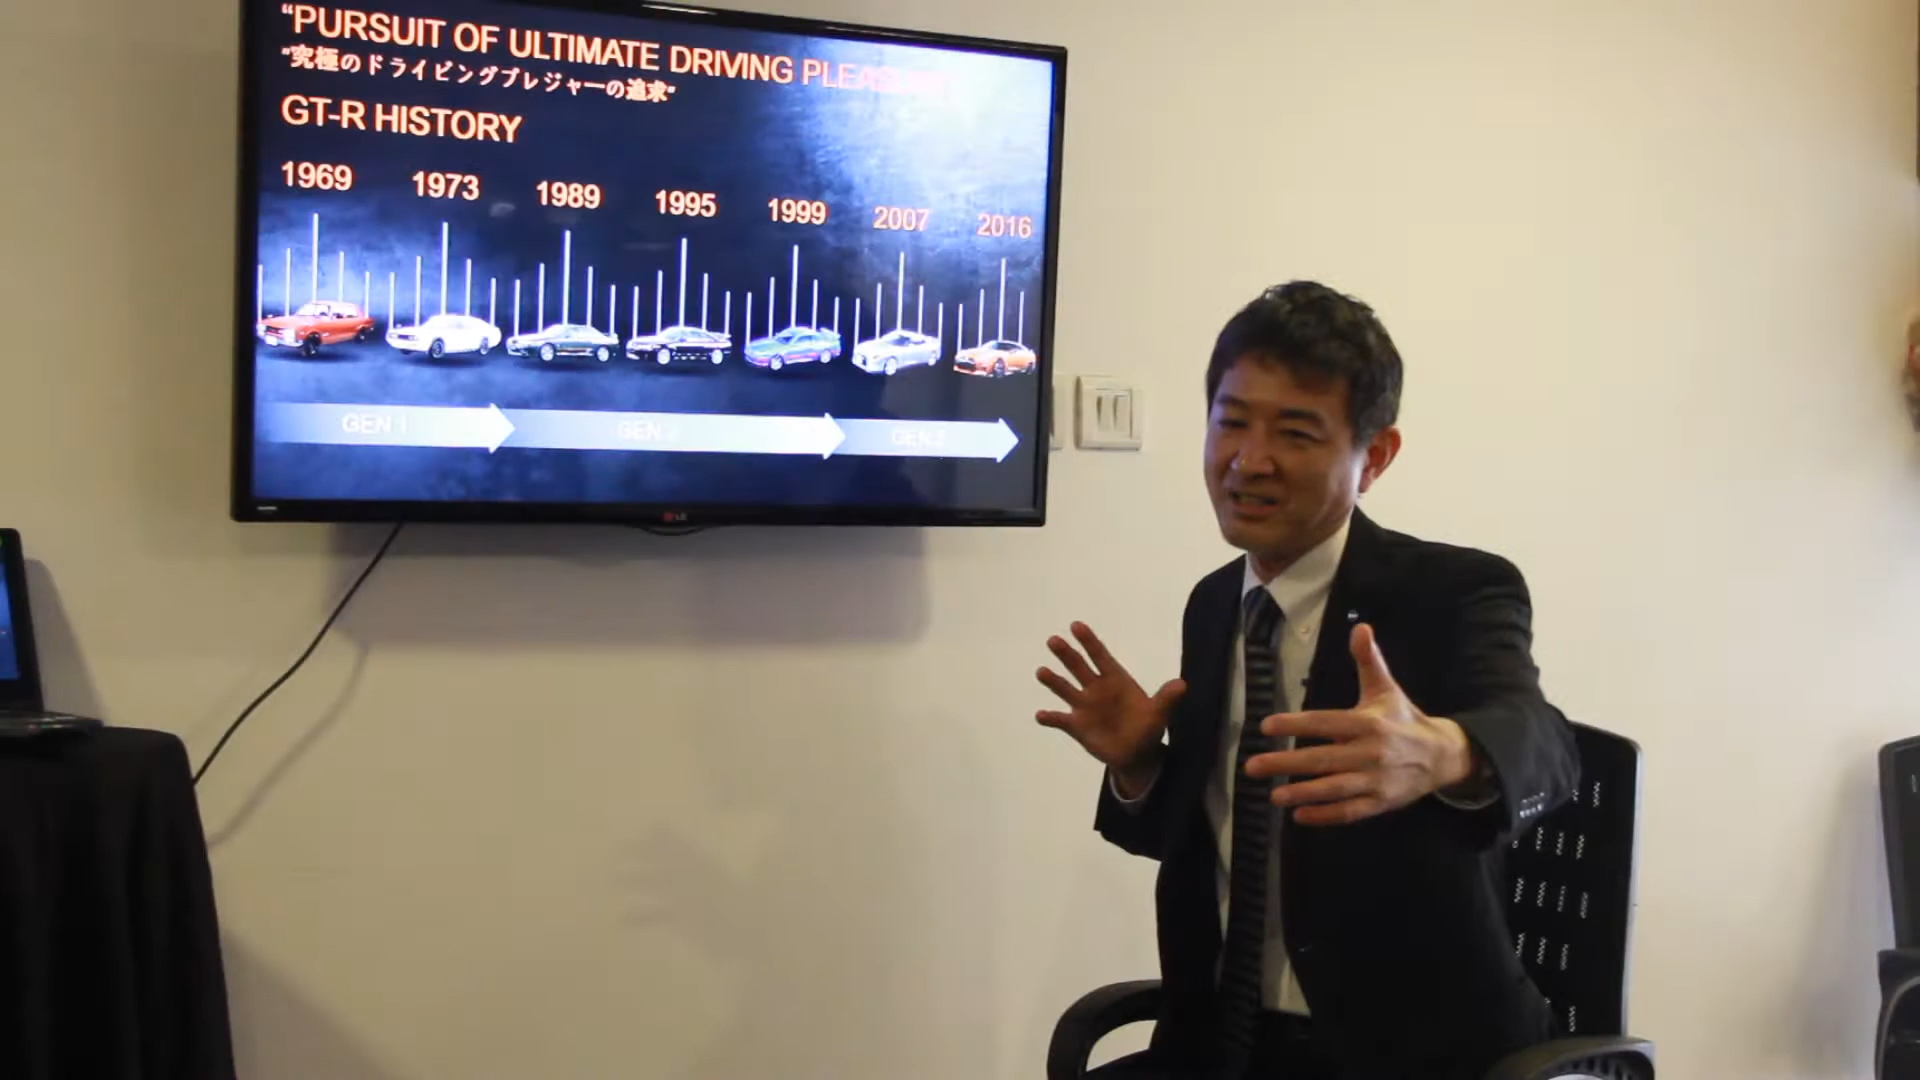 “PURSUIT OF ULTIMATE DRIVING
“究極のドライビングプレジャーの追求”
GT-R HISTORY
1969 1973 1989 1995 1999 2007 2016
GEN 1 GEN 2 GEN 3
LG